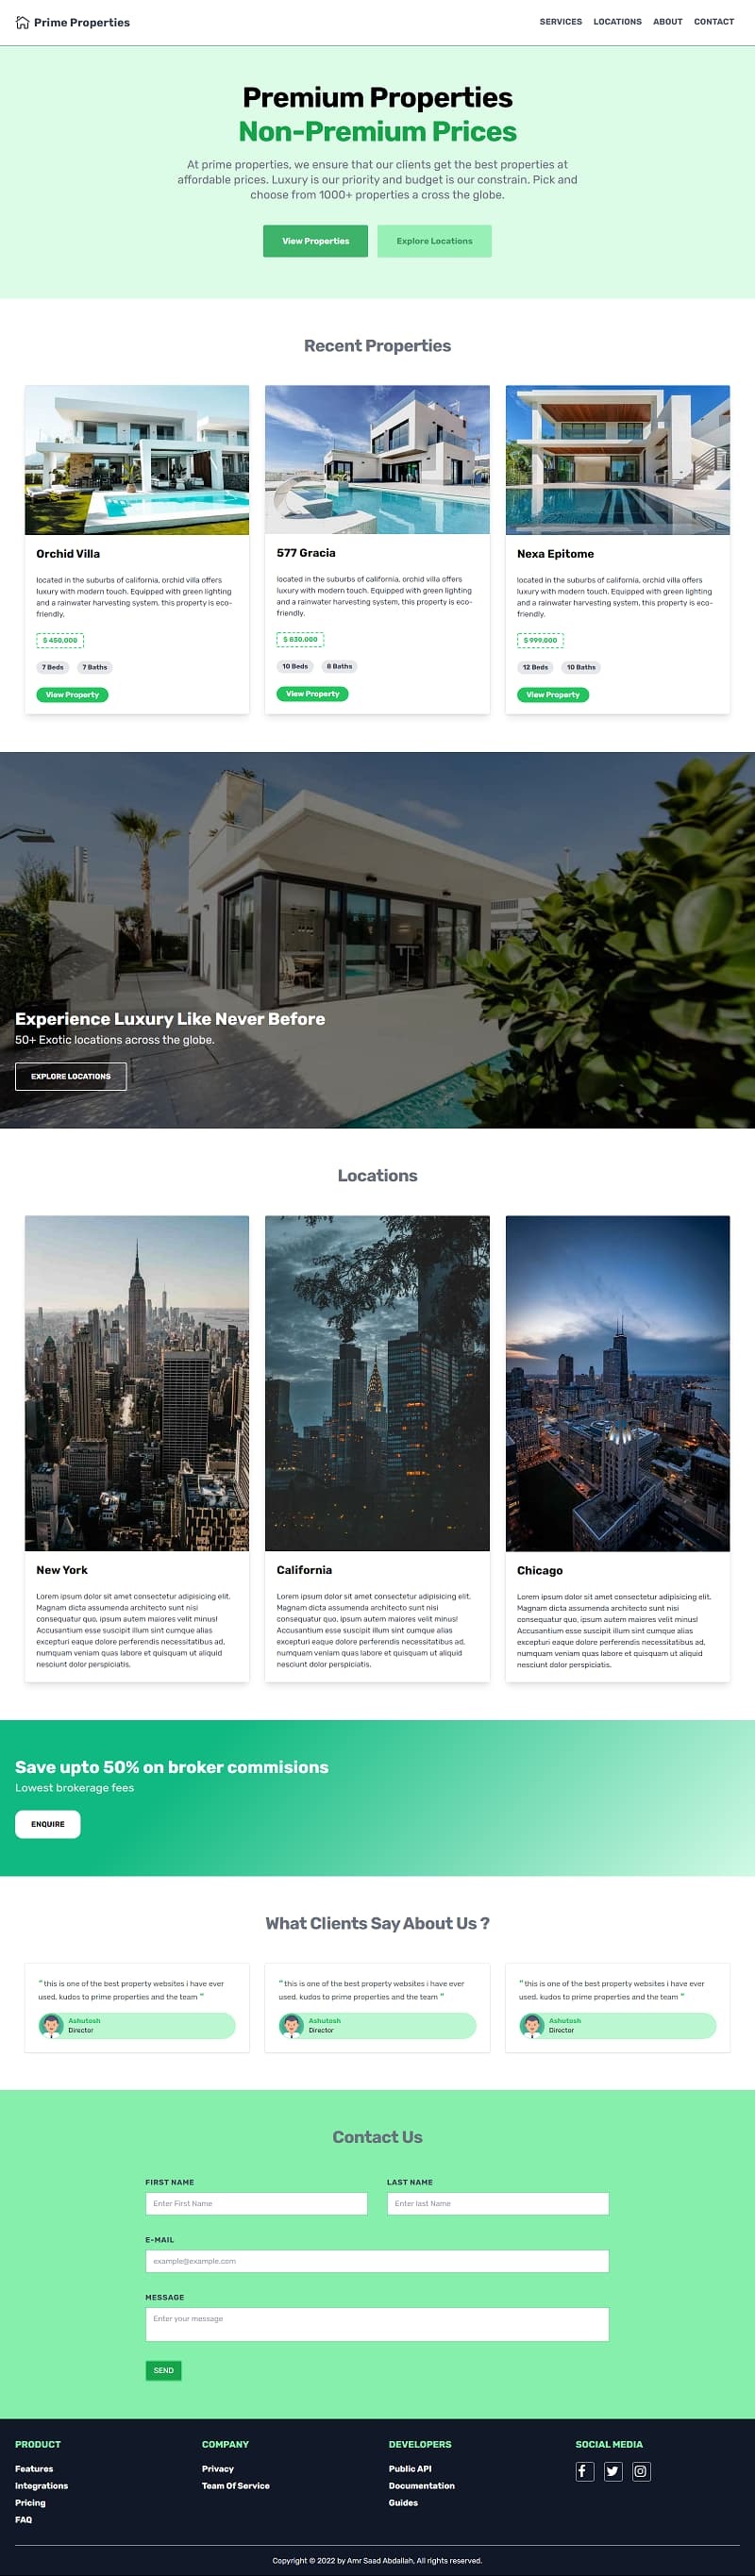 Prime Properties
SERVICES LOCATIONS ABOUT CONTACT
Premium Properties
Non-Premium Prices
At prime properties, we ensure that our clients get the best properties at
affordable prices. Luxury is our priority and budget is our constrain. Pick and
choose from 1000+ properties a cross the globe.
View Properties
Explore Locations
Recent Properties
Orchid Villa
located in the suburbs of california, orchid villa offers
luxury with modern touch. Equipped with green lighting
and a rainwater harvesting system, this property is eco-
friendly.
$ 450,000
7 Beds 7 Baths
View Property
577 Gracia
located in the suburbs of california, orchid villa offers
luxury with modern touch. Equipped with green lighting
and a rainwater harvesting system, this property is eco-
friendly.
$ 630,000
10 Beds 8 Baths
View Property
Nexa Epitome
located in the suburbs of california, orchid villa offers
luxury with modern touch. Equipped with green lighting
and a rainwater harvesting system, this property is eco-
friendly.
$ 999,000
12 Beds 10 Baths
View Property
Experience Luxury Like Never Before
50+ Exotic locations across the globe.
EXPLORE LOCATIONS
Locations
New York
Lorem ipsum dolor sit amet consectetur adipisicing elit.
Magnam dicta assumenda architecto sunt nisi
consequatur quo, ipsum autem maiores velit minus!
Accusantium esse suscipit illum sint cumque alias
excepturi eaque dolore perferendis necessitatibus ad,
numquam veniam quas labore et quisquam ut aliquid
nesciunt dolor perspiciatis.
California
Lorem ipsum dolor sit amet consectetur adipisicing elit.
Magnam dicta assumenda architecto sunt nisi
consequatur quo, ipsum autem maiores velit minus!
Accusantium esse suscipit illum sint cumque alias
excepturi eaque dolore perferendis necessitatibus ad,
numquam veniam quas labore et quisquam ut aliquid
nesciunt dolor perspiciatis.
Chicago
Lorem ipsum dolor sit amet consectetur adipisicing elit.
Magnam dicta assumenda architecto sunt nisi
consequatur quo, ipsum autem maiores velit minus!
Accusantium esse suscipit illum sint cumque alias
excepturi eaque dolore perferendis necessitatibus ad,
numquam veniam quas labore et quisquam ut aliquid
nesciunt dolor perspiciatis.
Save upto 50% on broker commisions
Lowest brokerage fees
ENQUIRE
What Clients Say About Us ?
" this is one of the best property websites i have ever
used. kudos to prime properties and the team "
Ashutosh
Director
" this is one of the best property websites i have ever
used. kudos to prime properties and the team "
Ashutosh
Director
" this is one of the best property websites i have ever
used. kudos to prime properties and the team "
Ashutosh
Director
Contact Us
FIRST NAME
Enter First Name
LAST NAME
Enter last Name
E-MAIL
example@example.com
MESSAGE
Enter your message
SEND
PRODUCT
Features
Integrations
Pricing
FAQ
COMPANY
Privacy
Team Of Service
DEVELOPERS
Public API
Documentation
Guides
SOCIAL MEDIA
Copyright © 2022 by Amr Saad Abdallah, All rights reserved.